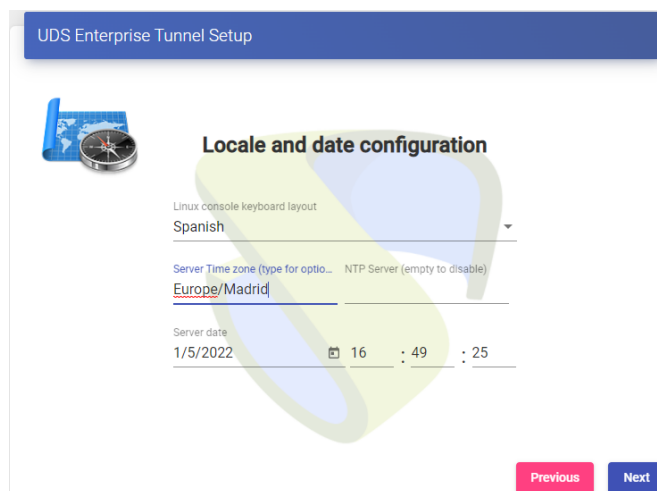 UDS Enterprise Tunnel Setup
Locale and date configuration
Linux console keyboard layout
Spanish
Server Time zone (type for optio... NTP Server (empty to disable)
Europe/Madrid
Server date
1/5/2022 16 : 49 : 25
Previous Next